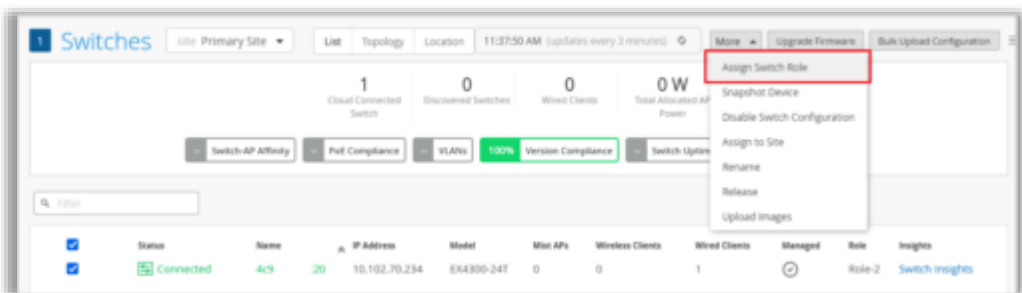 1 Switches site Primary Site List Topology Location 11:37:50 AM (updates every 3 minutes) More Upgrade Firmware Bulk Upload Configuration
Assign Switch Role
Snapshot Device
Disable Switch Configuration
Assign to Site
Rename
Release
Upload Images
1 0 0 0 W
Cloud Connected Switch Discovered Switches Wired Clients Total Allocated AP Power
-- Switch-AP Affinity -- PoE Compliance -- VLANs 100% Version Compliance -- Switch Uptim
Filter
Status Name IP Address Model Mist APs Wireless Clients Wired Clients Managed Role Insights
Connected 4c9 :20 10.102.70.234 EX4300-24T 0 0 1 Role-2 Switch Insights